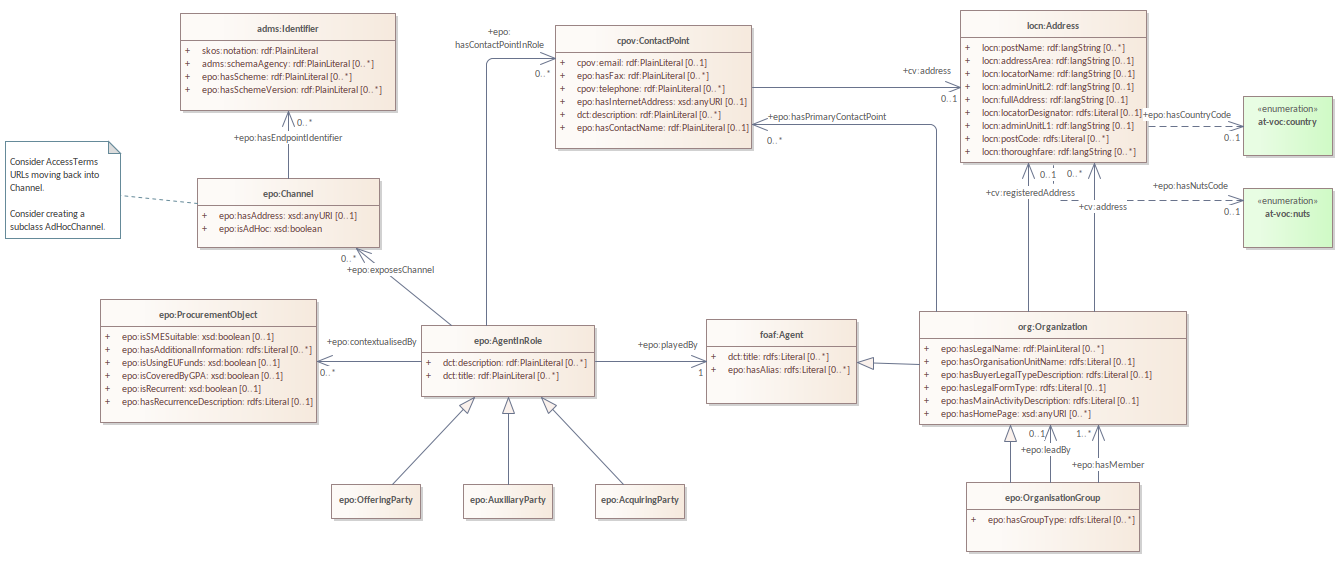 adms:Identifier
+ skos:notation: rdf:PlainLiteral
+ adms:schemaAgency: rdf:PlainLiteral [0..*]
+ epo:hasScheme: rdf:PlainLiteral [0..*]
+ epo:hasSchemeVersion: rdf:PlainLiteral [0..*]
0..*
+epo:hasEndpointIdentifier
Consider AccessTerms
URLs moving back into
Channel.
Consider creating a
subclass AdHocChannel.
epo:Channel
+ epo:hasAddress: xsd:anyURI [0..1]
+ epo:isAdHoc: xsd:boolean
0..*
+epo:exposesChannel
+epo:
hasContactPointInRole
0..*
cpov:ContactPoint
+ cpov:email: rdf:PlainLiteral [0..1]
+ epo:hasFax: rdf:PlainLiteral [0..*]
+ cpov:telephone: rdf:PlainLiteral [0..*]
+ epo:hasInternetAddress: xsd:anyURI [0..1]
+ dct:description: rdf:PlainLiteral [0..*]
+ epo:hasContactName: rdf:PlainLiteral [0..*]
+cv:address
0..1
+epo:hasPrimaryContactPoint
0..*
locn:Address
+ locn:postName: rdf:langString [0..*]
+ locn:addressArea: rdf:langString [0..1]
+ locn:locatorName: rdf:langString [0..1]
+ locn:adminUnitL2: rdf:langString [0..1]
+ locn:fullAddress: rdf:langString [0..1]
+ locn:locatorDesignator: rdfs:Literal [0..1]
+ locn:adminUnitL1: rdf:langString [0..1]
+ locn:postCode: rdfs:Literal [0..*]
+ locn:thoroughfare: rdf:langString [0..*]
+epo:hasCountryCode
0..1
«enumeration»
at-voc:country
0..1
0..*
+cv:registeredAddress
+cv:address
+epo:hasNutsCode
0..1
«enumeration»
at-voc:nuts
epo:ProcurementObject
+ epo:isSMESuitable: xsd:boolean [0..1]
+ epo:hasAdditionalInformation: rdfs:Literal [0..*]
+ epo:isUsingEUFunds: xsd:boolean [0..1]
+ epo:isCoveredByGPA: xsd:boolean [0..1]
+ epo:isRecurrent: xsd:boolean [0..1]
+ epo:hasRecurrenceDescription: rdfs:Literal [0..1]
+epo:contextualisedBy
0..*
epo:AgentInRole
+ dct:description: rdf:PlainLiteral [0..*]
+ dct:title: rdf:PlainLiteral [0..*]
+epo:playedBy
1
foaf:Agent
+ dct:title: rdfs:Literal [0..*]
+ epo:hasAlias: rdfs:Literal [0..*]
org:Organization
+ epo:hasLegalName: rdf:PlainLiteral [0..*]
+ epo:hasOrganisationUnitName: rdfs:Literal [0..1]
+ epo:hasBuyerLegalTypeDescription: rdfs:Literal [0..1]
+ epo:hasLegalFormType: rdfs:Literal [0..1]
+ epo:hasMainActivityDescription: rdfs:Literal [0..1]
+ epo:hasHomePage: xsd:anyURI [0..*]
0..1
1..*
+epo:leadBy
+epo:hasMember
epo:OfferingParty
epo:AuxiliaryParty
epo:AcquiringParty
epo:OrganisationGroup
+ epo:hasGroupType: rdfs:Literal [0..*]